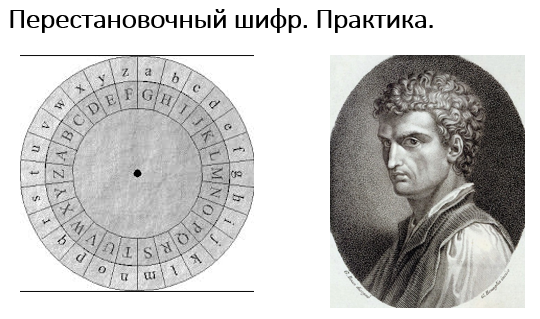 Перестановочный шифр. Практика.
a b c d e f g h i j k l m n o p q r s t u v w x y z
G H I J K L M N O P Q R S T U V W X Y Z A B C D E F